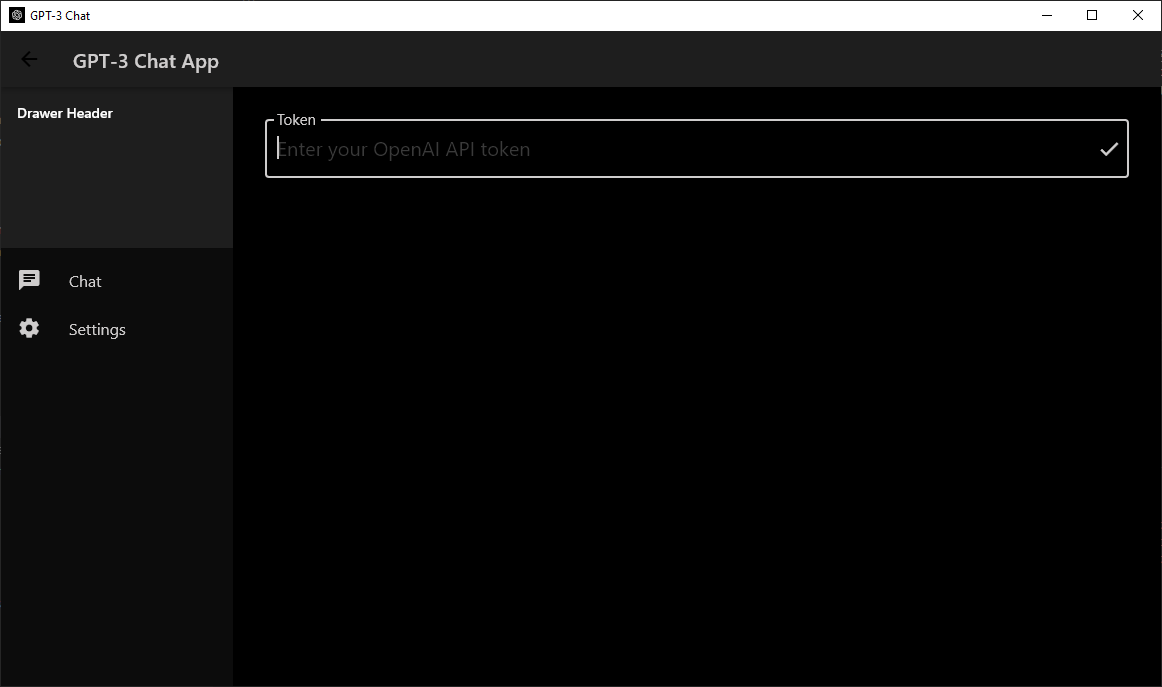 GPT-3 Chat
GPT-3 Chat App
Drawer Header
Chat
Settings
Token
Enter your OpenAI API token